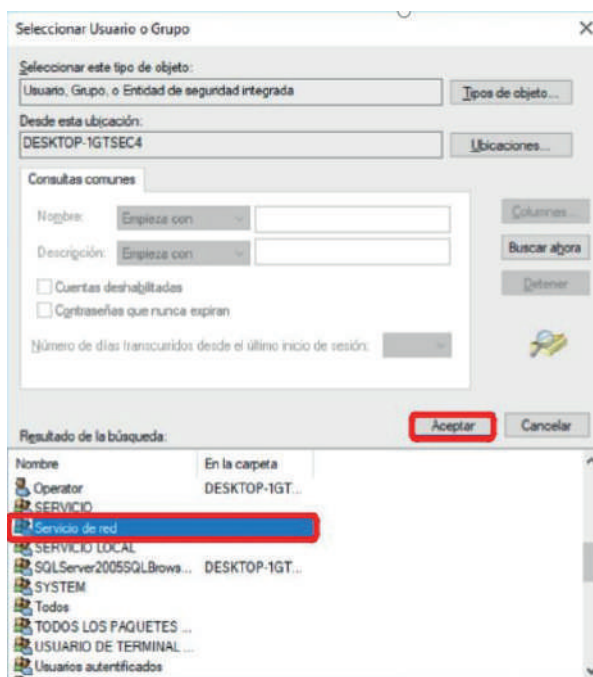 Seleccionar Usuario o Grupo
Seleccionar este tipo de objeto:
Usuario, Grupo, o Entidad de seguridad integrada
Tipos de objeto...
Desde esta ubicación:
DESKTOP-1GTSEC4
Ubicaciones...
Consultas comunes
Nombre: Empieza con
Columnes...
Descripción: Empieza con
Buscar ahora
Cuentas deshabilitadas
Detener
Contraseñas que nunca expiran
Número de días transcurridos desde el último inicio de sesión:
Aceptar Cancelar
Resultado de la búsqueda:
Nombre En la carpeta
Operator DESKTOP-1GT...
SERVICIO
Servicio de red
SERVICIO LOCAL
SQLServer2005SQLBrows... DESKTOP-1GT...
SYSTEM
Todos
TODOS LOS PAQUETES ...
USUARIO DE TERMINAL ...
Usuarios autentificados